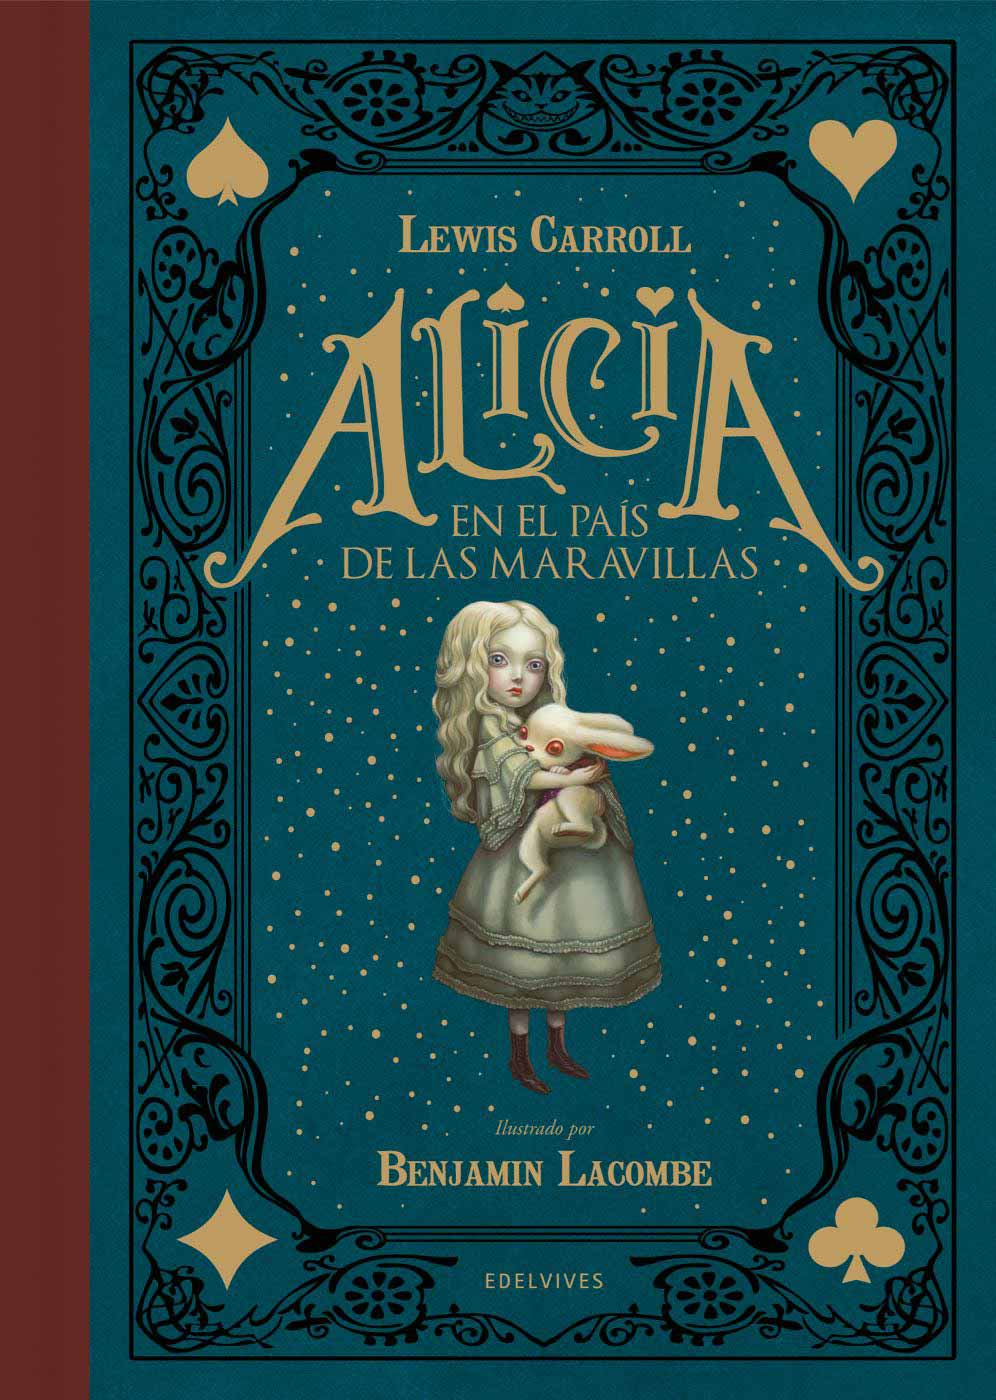 LEWIS CARROLL
ALiCiA
EN EL PAÍS
DE LAS MARAVILLAS
Ilustrado por
BENJAMIN LACOMBE
EDELVIVES